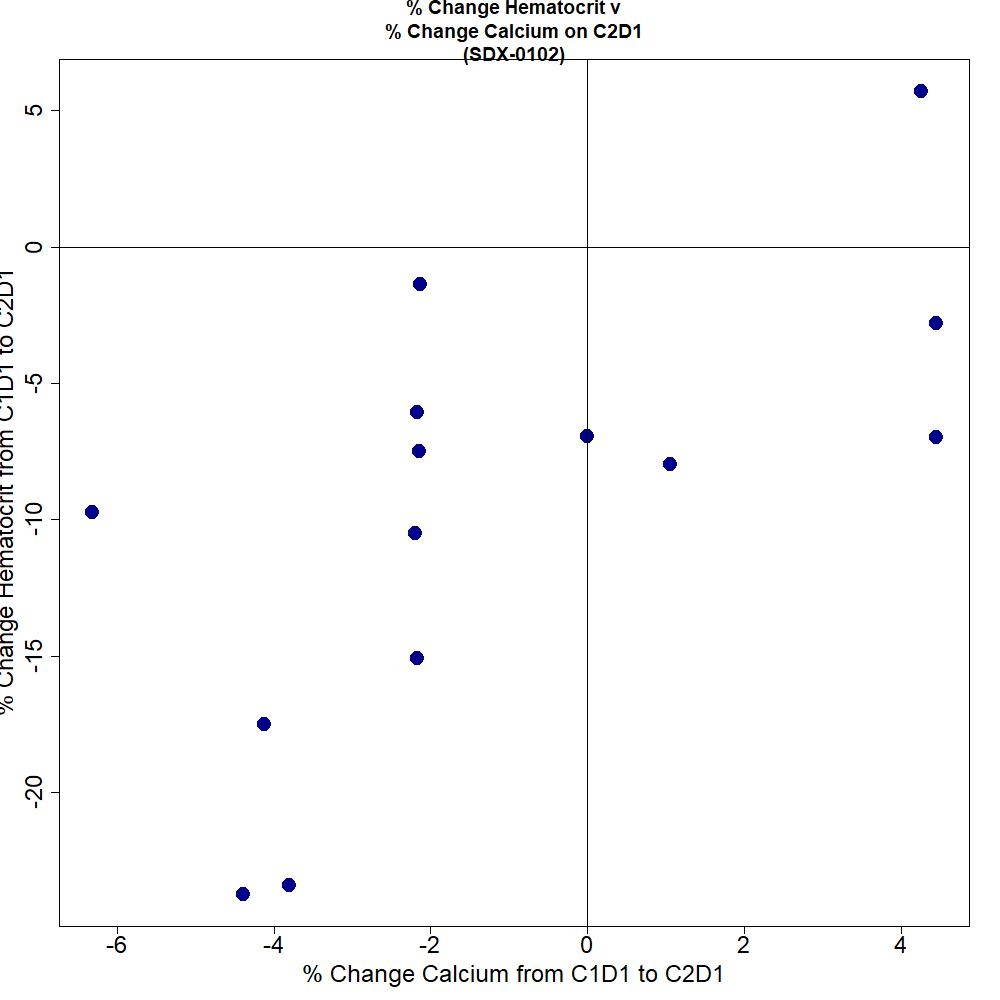 % Change Hematocrit v
% Change Calcium on C2D1
(SDX-0102)
% Change Hematocrit from C1D1 to C2D1
5
0
-5
-10
-15
-20
-6
-4
-2
0
2
4
% Change Calcium from C1D1 to C2D1